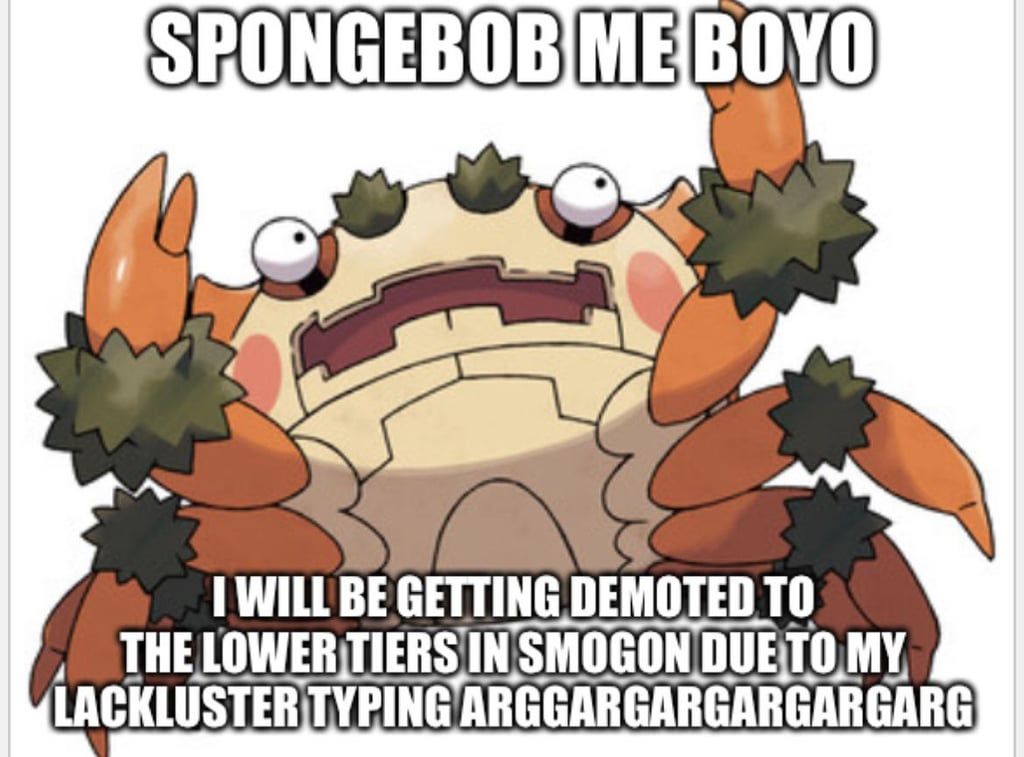 SPONGEBOB ME BOYO
I WILL BE GETTING DEMOTED TO
THE LOWER TIERS IN SMOGON DUE TO MY
LACKLUSTER TYPING ARGGARGARGARGARGARG